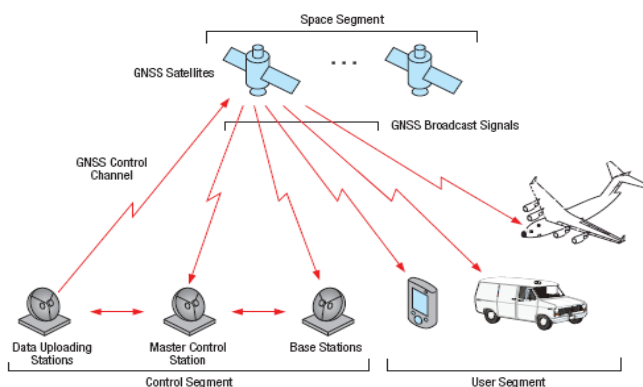 Space Segment
GNSS Satellites
GNSS Broadcast Signals
GNSS Control
Channel
Data Uploading
Stations
Master Control
Station
Base Stations
Control Segment
User Segment